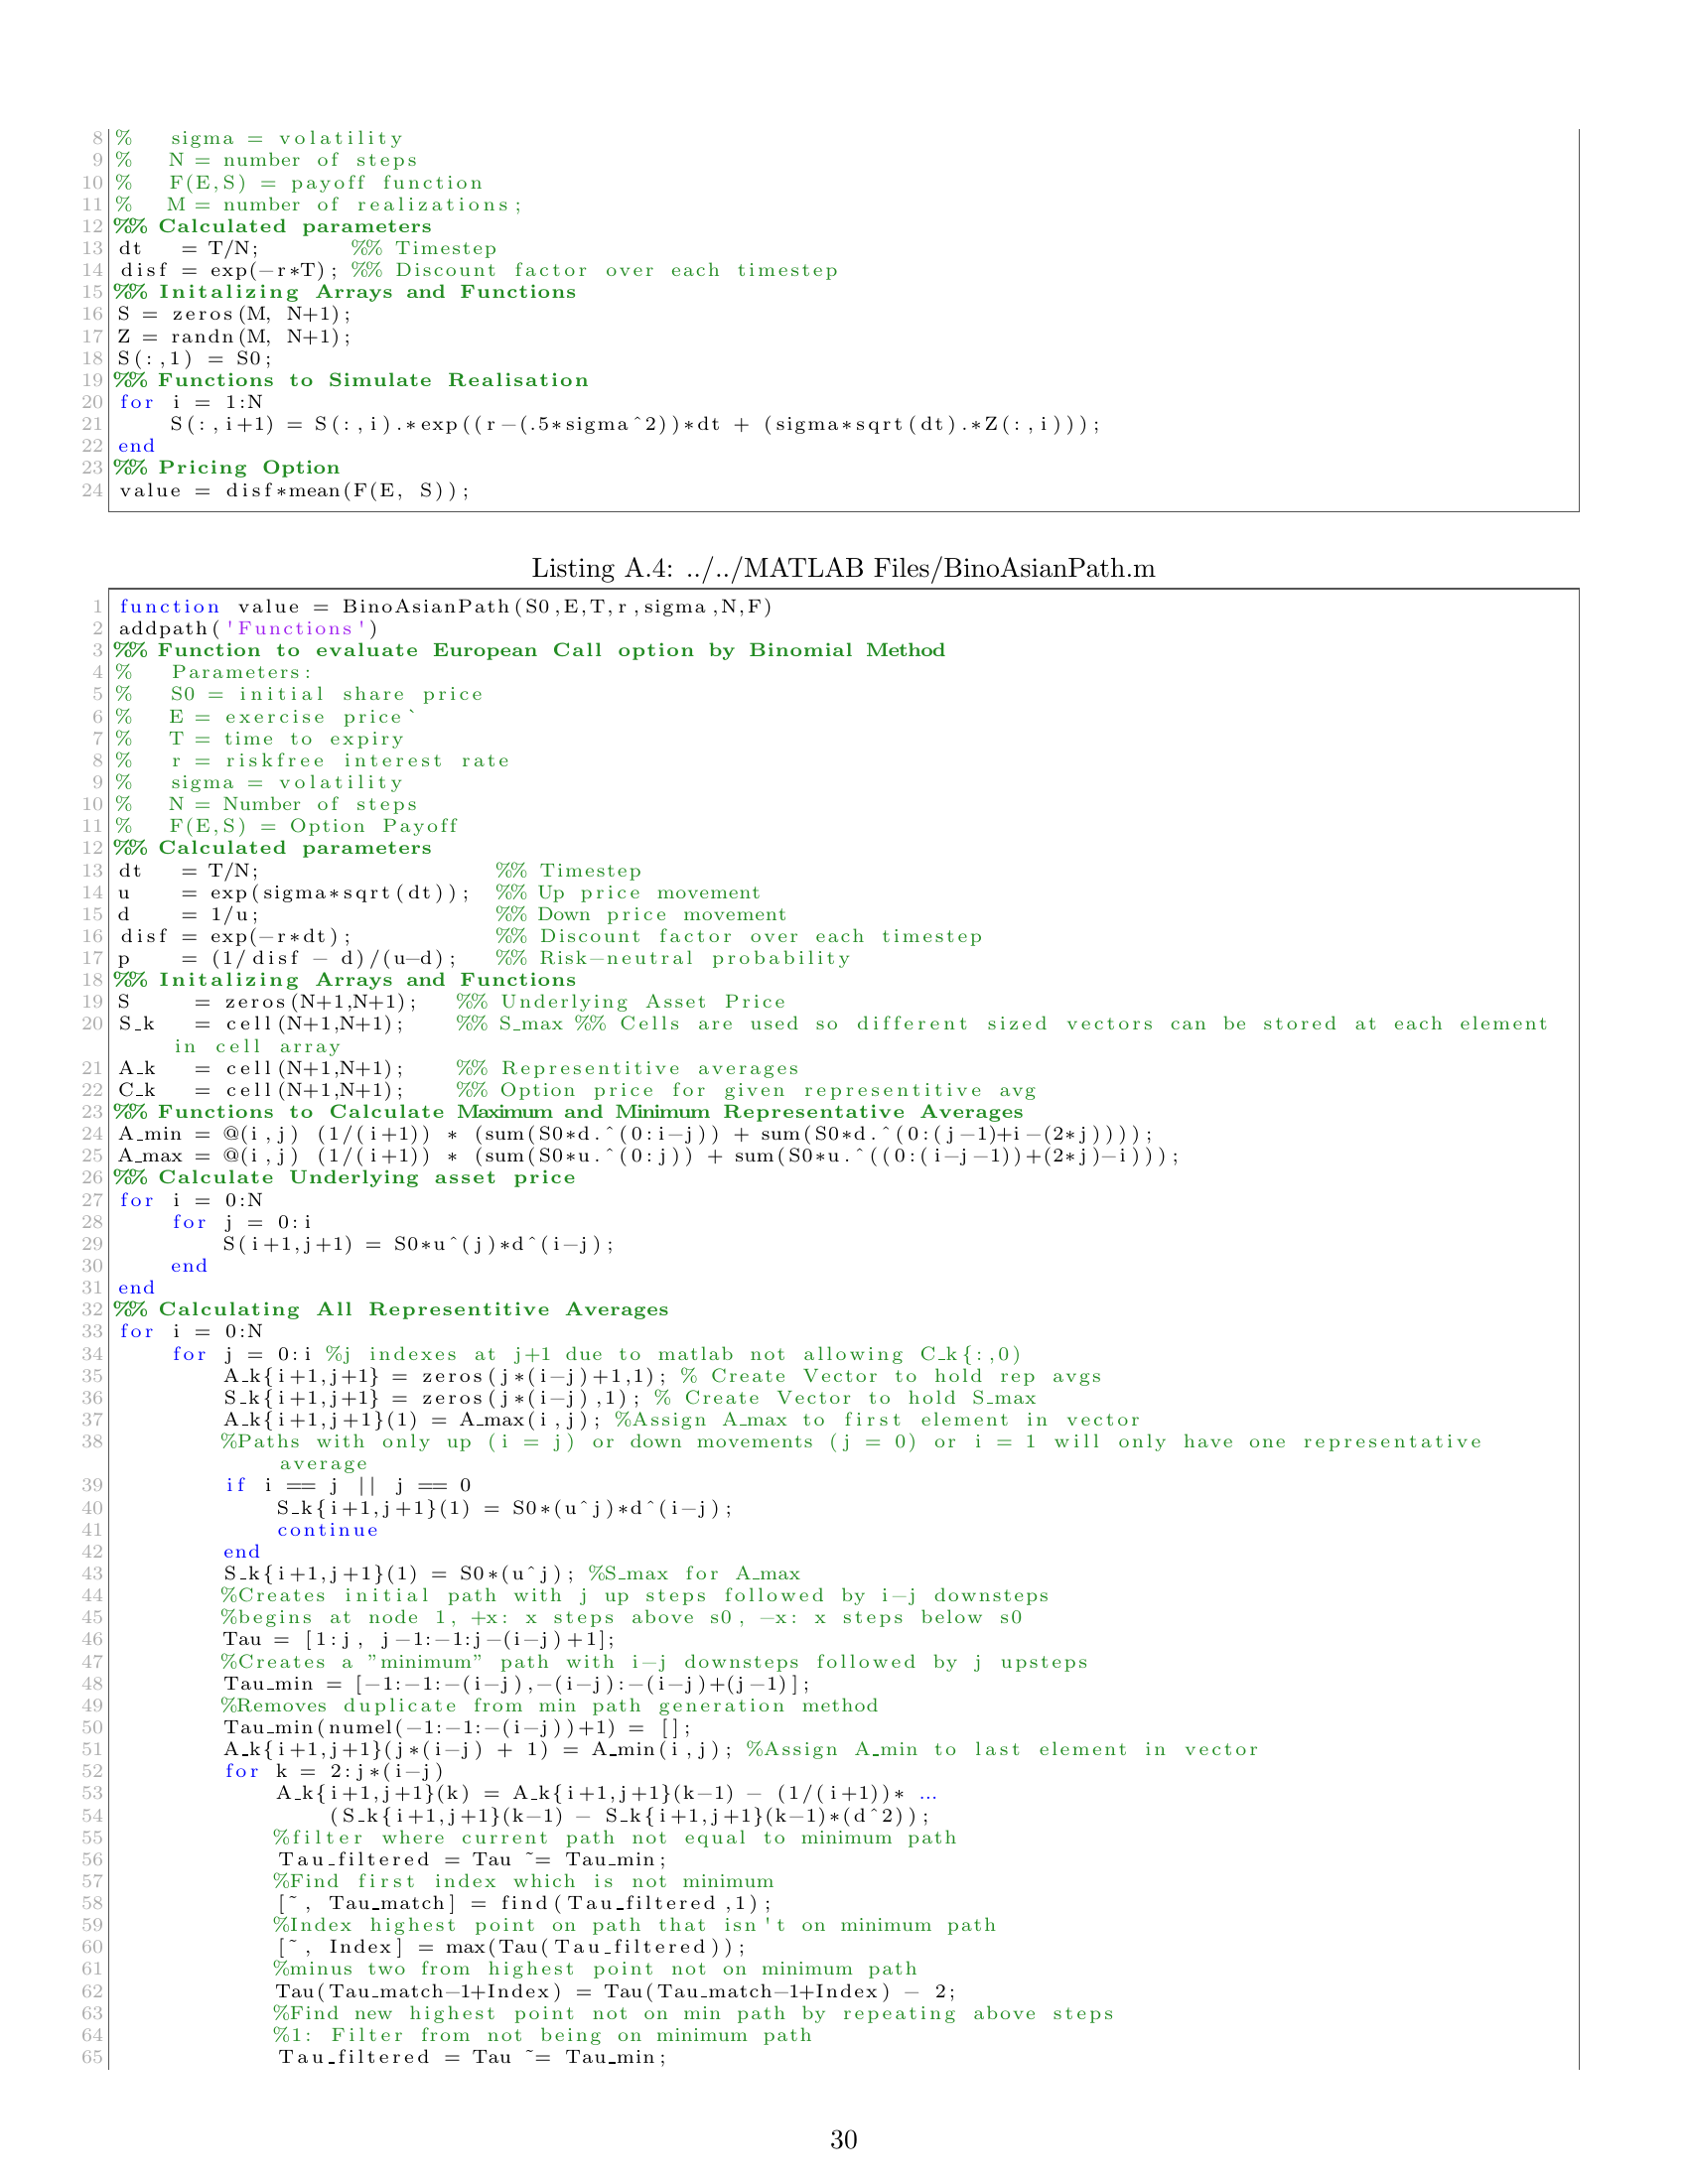 8 %   sigma = volatility
9 %   N = number of steps
10 %   F(E,S) = payoff function
11 %   M = number of realizations;
12 %% Calculated parameters
13 dt   = T/N;       %% Timestep
14 disf = exp(−r*T); %% Discount factor over each timestep
15 %% Initalizing Arrays and Functions
16 S = zeros(M, N+1);
17 Z = randn(M, N+1);
18 S(:,1) = S0;
19 %% Functions to Simulate Realisation
20 for i = 1:N
21     S(:,i+1) = S(:,i).*exp((r−(.5*sigma^2))*dt + (sigma*sqrt(dt).*Z(:,i)));
22 end
23 %% Pricing Option
24 value = disf*mean(F(E, S));
Listing A.4: ../../MATLAB Files/BinoAsianPath.m
1 function value = BinoAsianPath(S0,E,T,r,sigma,N,F)
2 addpath('Functions')
3 %% Function to evaluate European Call option by Binomial Method
4 %   Parameters:
5 %   S0 = initial share price
6 %   E = exercise price`
7 %   T = time to expiry
8 %   r = riskfree interest rate
9 %   sigma = volatility
10 %   N = Number of steps
11 %   F(E,S) = Option Payoff
12 %% Calculated parameters
13 dt   = T/N;                  %% Timestep
14 u    = exp(sigma*sqrt(dt));  %% Up price movement
15 d    = 1/u;                  %% Down price movement
16 disf = exp(−r*dt);           %% Discount factor over each timestep
17 p    = (1/disf − d)/(u−d);   %% Risk−neutral probability
18 %% Initalizing Arrays and Functions
19 S     = zeros(N+1,N+1);   %% Underlying Asset Price
20 S_k   = cell(N+1,N+1);    %% S_max %% Cells are used so different sized vectors can be stored at each element
in cell array
21 A_k   = cell(N+1,N+1);    %% Representitive averages
22 C_k   = cell(N+1,N+1);    %% Option price for given representitive avg
23 %% Functions to Calculate Maximum and Minimum Representative Averages
24 A_min = @(i,j) (1/(i+1)) * (sum(S0*d.^(0:i−j)) + sum(S0*d.^(0:(j−1)+i−(2*j))));
25 A_max = @(i,j) (1/(i+1)) * (sum(S0*u.^(0:j)) + sum(S0*u.^((0:(i−j−1))+(2*j)−i)));
26 %% Calculate Underlying asset price
27 for i = 0:N
28     for j = 0:i
29         S(i+1,j+1) = S0*u^(j)*d^(i−j);
30     end
31 end
32 %% Calculating All Representitive Averages
33 for i = 0:N
34     for j = 0:i %j indexes at j+1 due to matlab not allowing C_k{:,0)
35         A_k{i+1,j+1} = zeros(j*(i−j)+1,1); % Create Vector to hold rep avgs
36         S_k{i+1,j+1} = zeros(j*(i−j),1); % Create Vector to hold S_max
37         A_k{i+1,j+1}(1) = A_max(i,j); %Assign A_max to first element in vector
38         %Paths with only up (i = j) or down movements (j = 0) or i = 1 will only have one representative
average
39         if i == j || j == 0
40             S_k{i+1,j+1}(1) = S0*(u^j)*d^(i−j);
41             continue
42         end
43         S_k{i+1,j+1}(1) = S0*(u^j); %S_max for A_max
44         %Creates initial path with j up steps followed by i−j downsteps
45         %begins at node 1, +x: x steps above s0, −x: x steps below s0
46         Tau = [1:j, j−1:−1:j−(i−j)+1];
47         %Creates a ”minimum” path with i−j downsteps followed by j upsteps
48         Tau_min = [−1:−1:−(i−j),−(i−j):−(i−j)+(j−1)];
49         %Removes duplicate from min path generation method
50         Tau_min(numel(−1:−1:−(i−j))+1) = [];
51         A_k{i+1,j+1}(j*(i−j) + 1) = A_min(i,j); %Assign A_min to last element in vector
52         for k = 2:j*(i−j)
53             A_k{i+1,j+1}(k) = A_k{i+1,j+1}(k−1) − (1/(i+1))* ...
54                 (S_k{i+1,j+1}(k−1) − S_k{i+1,j+1}(k−1)*(d^2));
55             %filter where current path not equal to minimum path
56             Tau_filtered = Tau ~= Tau_min;
57             %Find first index which is not minimum
58             [~, Tau_match] = find(Tau_filtered,1);
59             %Index highest point on path that isn't on minimum path
60             [~, Index] = max(Tau(Tau_filtered));
61             %minus two from highest point not on minimum path
62             Tau(Tau_match−1+Index) = Tau(Tau_match−1+Index) − 2;
63             %Find new highest point not on min path by repeating above steps
64             %1: Filter from not being on minimum path
65             Tau_filtered = Tau ~= Tau_min;
30